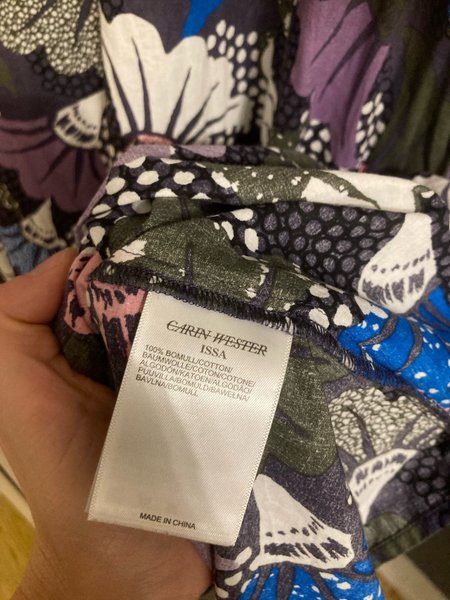 CARIN WESTER
ISSA
100% BOMULL/COTTON/
BAUMWOLLE/COTON/COTONE/
ALGODÓN/KATOEN/ALGODÃO/
PUUVILLA/BOMULD/BAWEŁNA/
BAVLNA/BOMULL
MADE IN CHINA